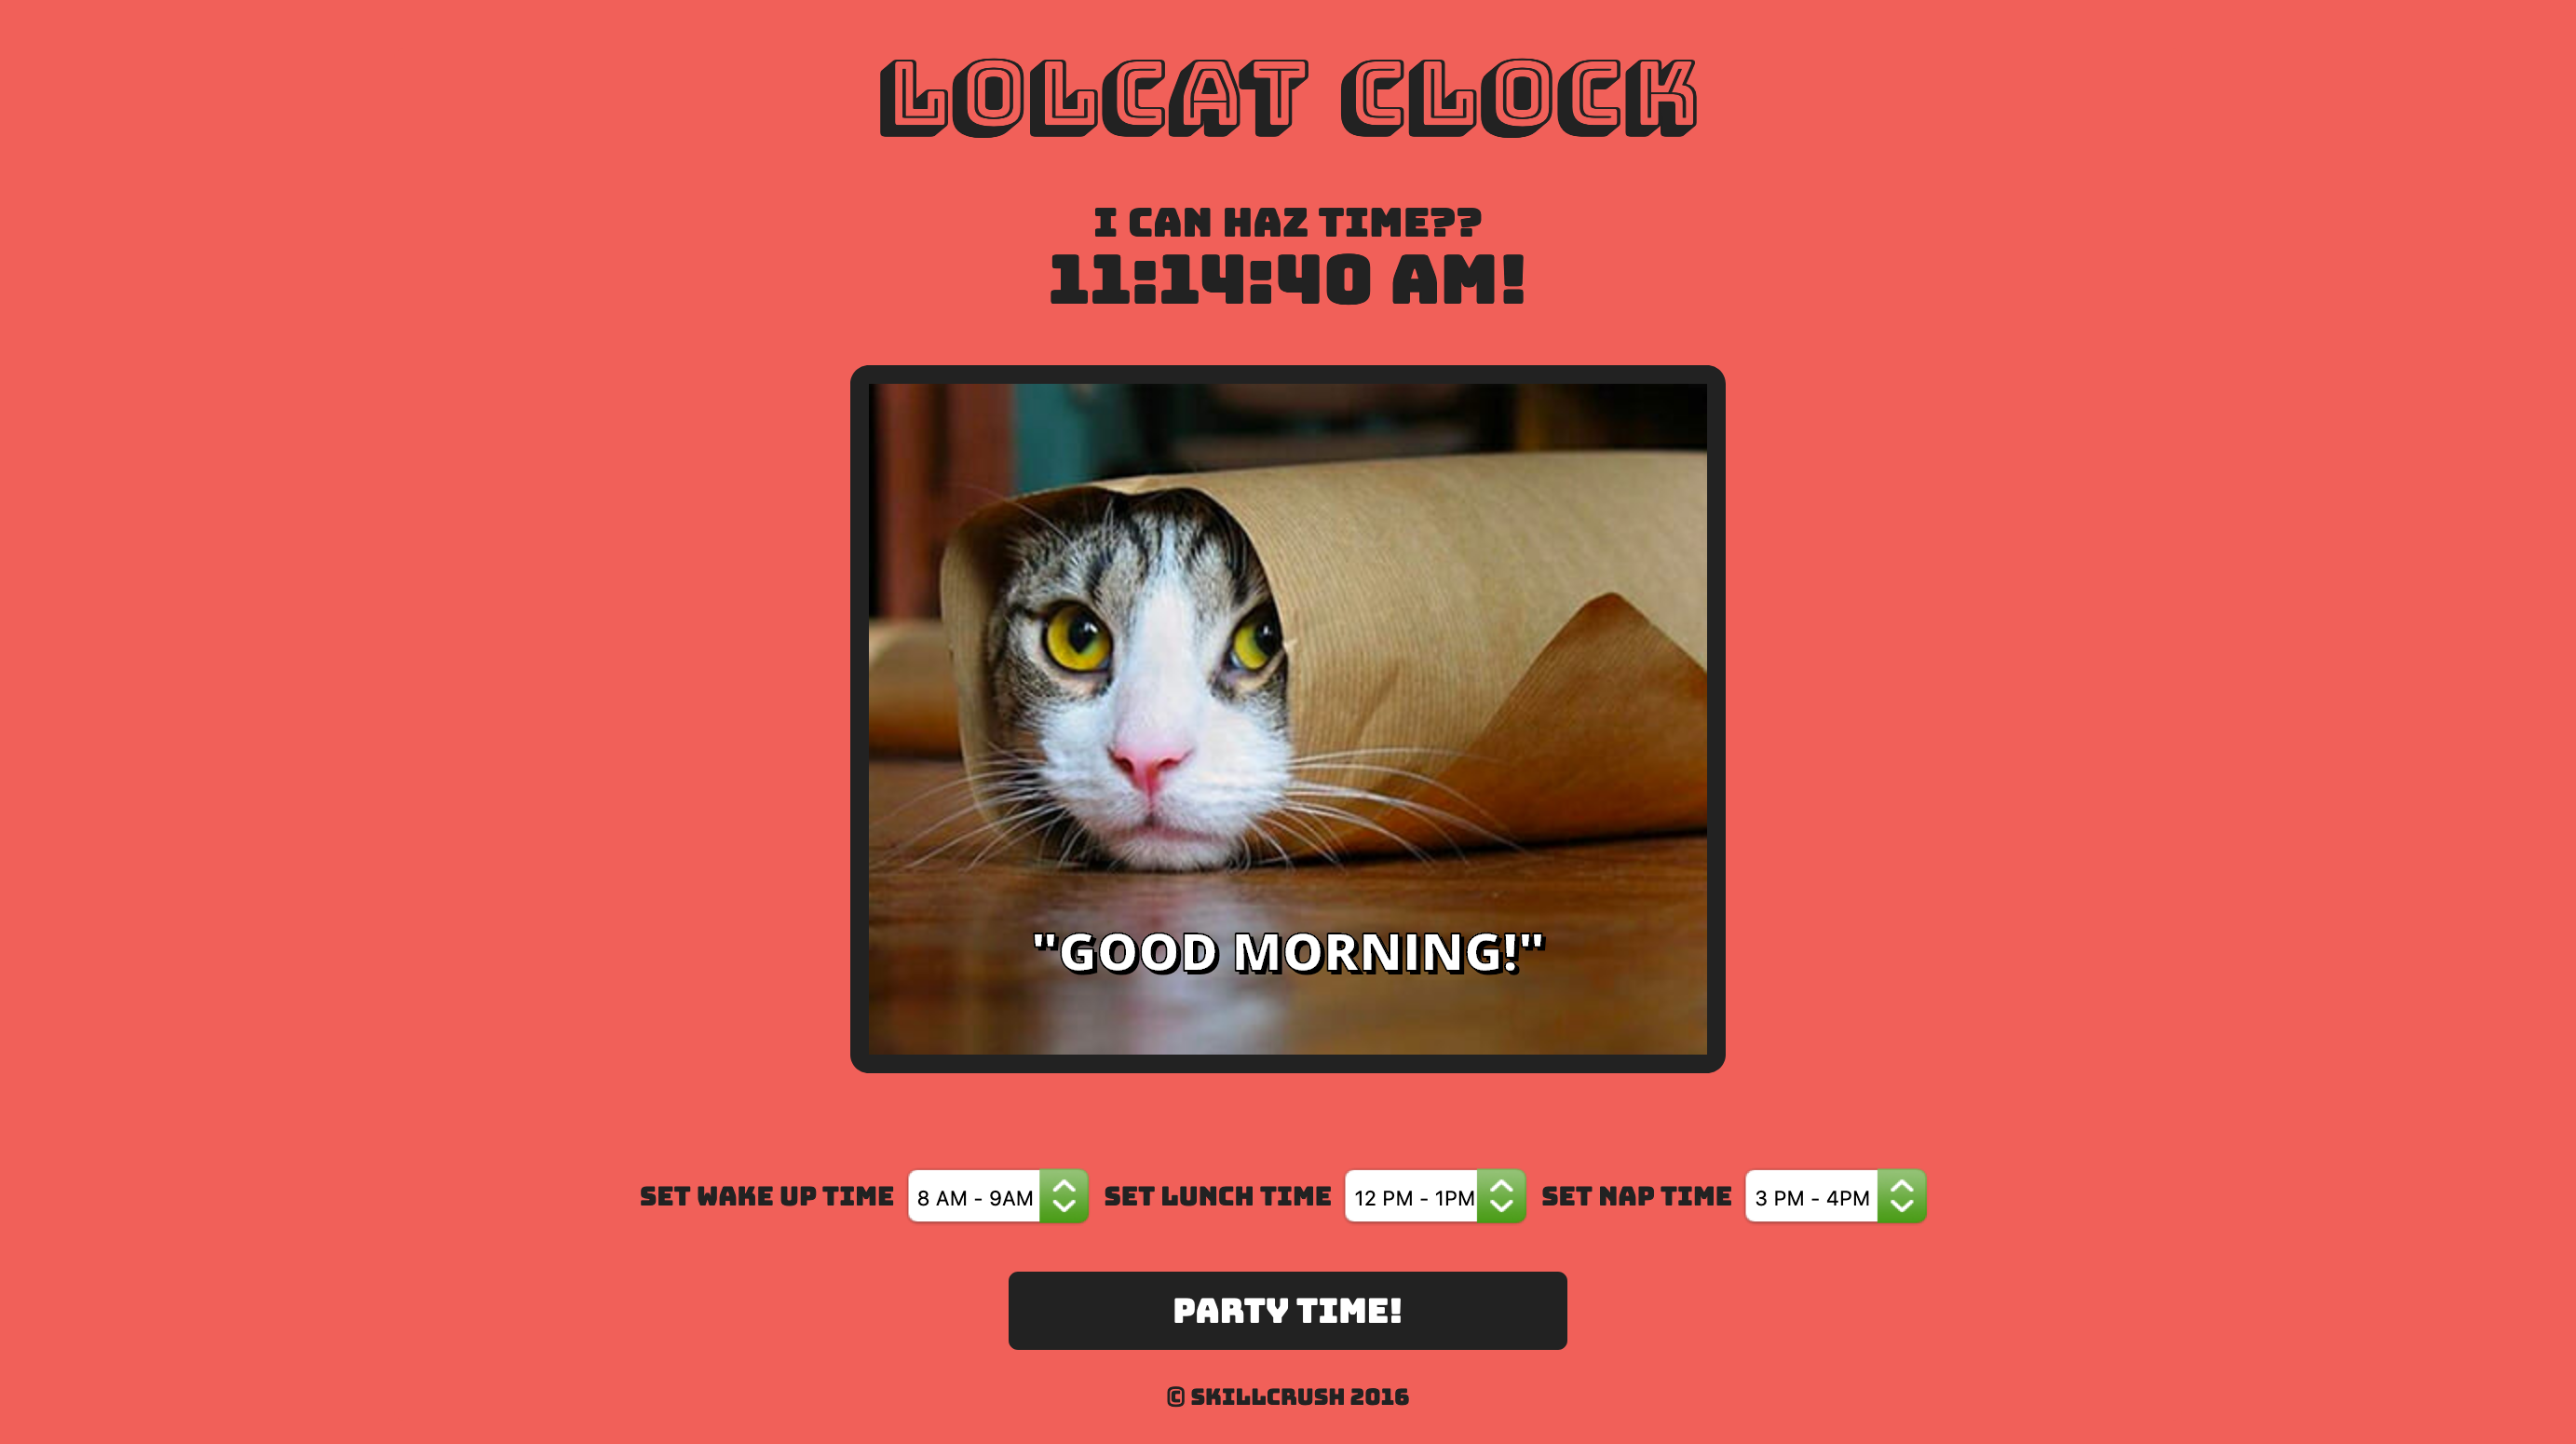 LOLCAT CLOCK
I CAN HAZ TIME??
11:14:40 AM!
"GOOD MORNING!"
SET WAKE UP TIME 8 AM - 9AM SET LUNCH TIME 12 PM - 1PM SET NAP TIME 3 PM - 4PM
PARTY TIME!
© SKILLCRUSH 2016